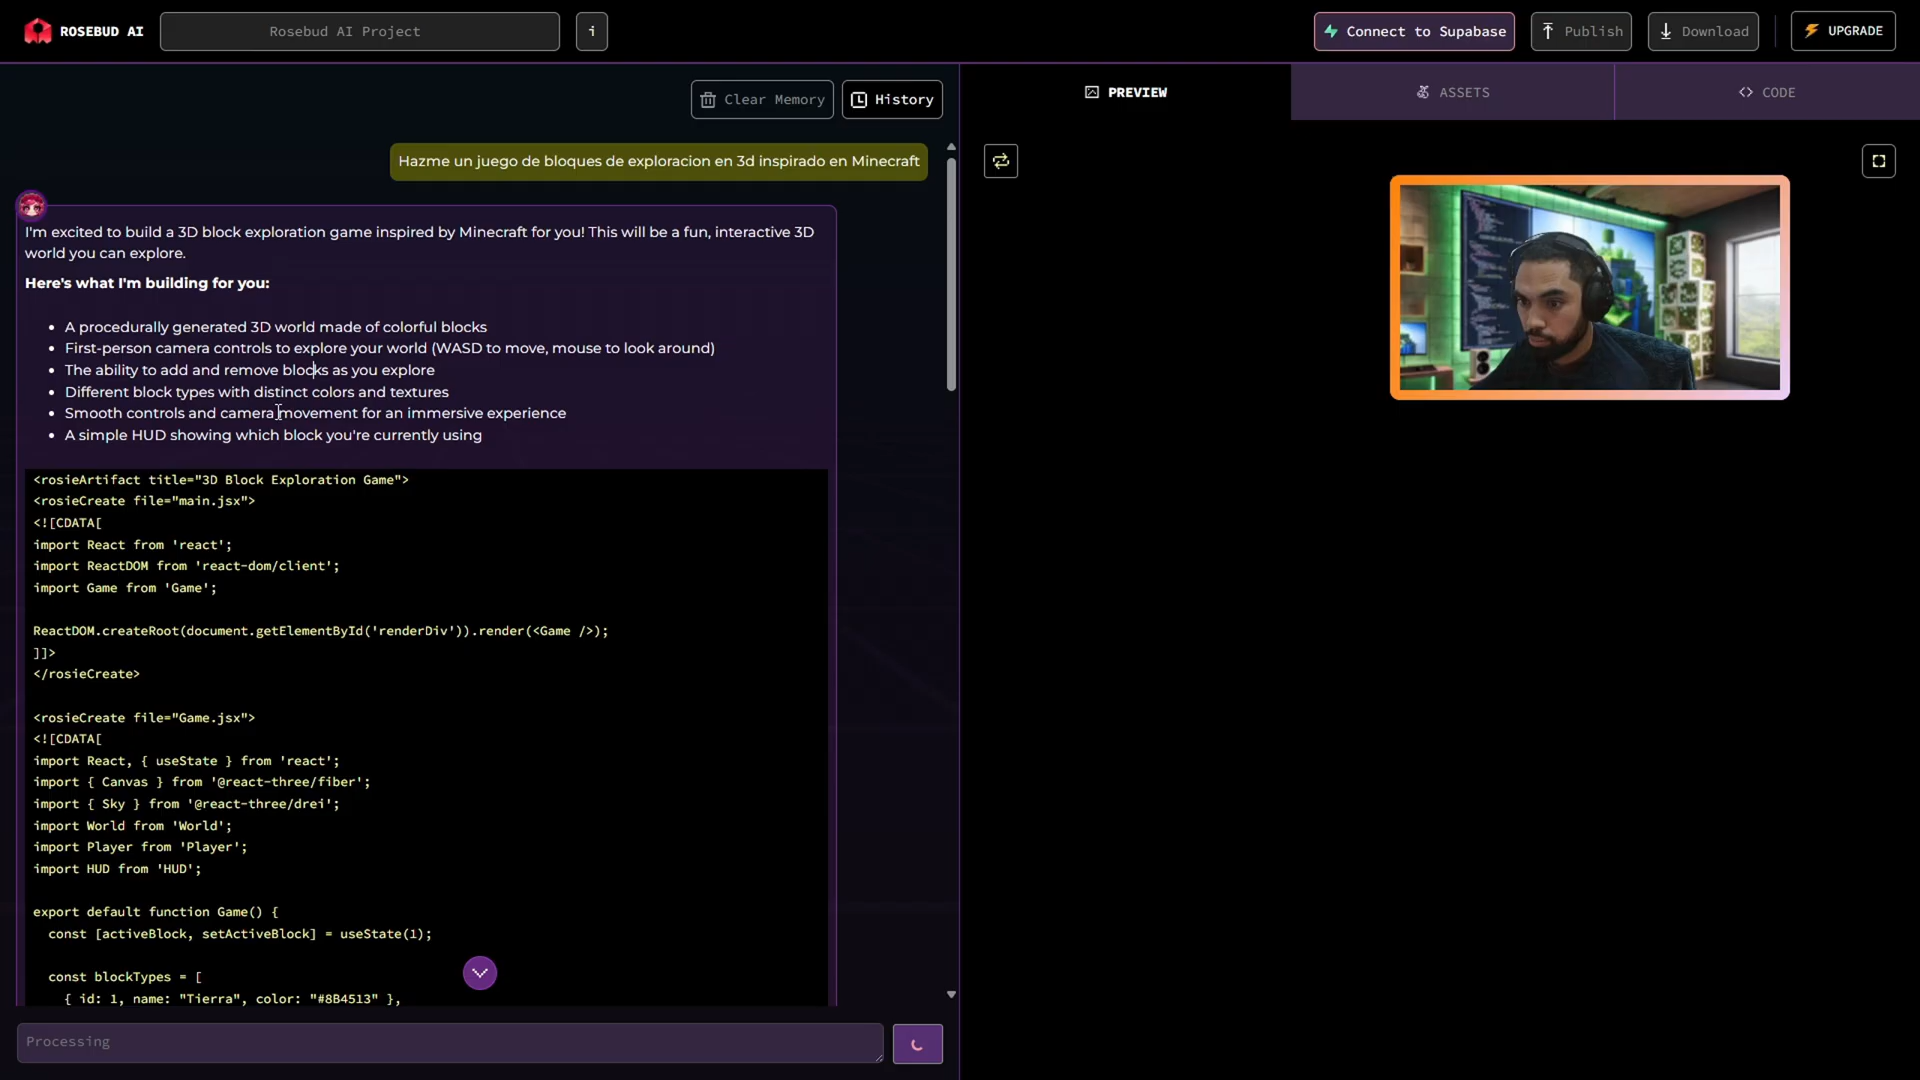 ROSEBUD AI
Rosebud AI Project
i
Connect to Supabase
Publish
Download
UPGRADE
Clear Memory
History
PREVIEW
ASSETS
CODE
Hazme un juego de bloques de exploracion en 3d inspirado en Minecraft
I'm excited to build a 3D block exploration game inspired by Minecraft for you! This will be a fun, interactive 3D
world you can explore.
Here's what I'm building for you:
• A procedurally generated 3D world made of colorful blocks
• First-person camera controls to explore your world (WASD to move, mouse to look around)
• The ability to add and remove blocks as you explore
• Different block types with distinct colors and textures
• Smooth controls and camera movement for an immersive experience
• A simple HUD showing which block you're currently using
<rosieArtifact title="3D Block Exploration Game">
<rosieCreate file="main.jsx">
<![CDATA[
import React from 'react';
import ReactDOM from 'react-dom/client';
import Game from 'Game';
ReactDOM.createRoot(document.getElementById('renderDiv')).render(<Game />);
]]>
</rosieCreate>
<rosieCreate file="Game.jsx">
<![CDATA[
import React, { useState } from 'react';
import { Canvas } from '@react-three/fiber';
import { Sky } from '@react-three/drei';
import World from 'World';
import Player from 'Player';
import HUD from 'HUD';
export default function Game() {
const [activeBlock, setActiveBlock] = useState(1);
const blockTypes = [
{ id: 1, name: "Tierra", color: "#8B4513" },
Processing